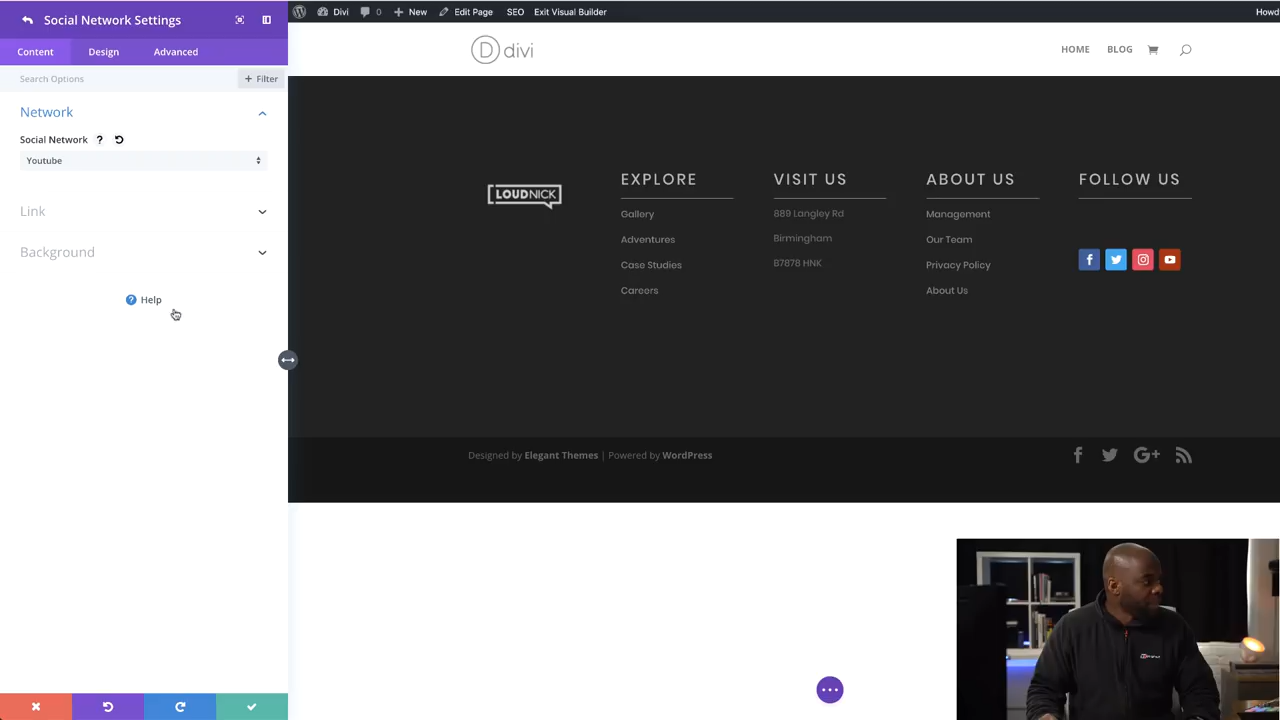 Social Network Settings
Content Design Advanced
Search Options + Filter
Network
Social Network ?
Youtube
Link
Background
? Help
Divi 0 + New Edit Page SEO Exit Visual Builder Howd
D divi HOME BLOG
LOUDNICK
EXPLORE
Gallery
Adventures
Case Studies
Careers
VISIT US
889 Langley Rd
Birmingham
B7878 HNK
ABOUT US
Management
Our Team
Privacy Policy
About Us
FOLLOW US
Designed by Elegant Themes | Powered by WordPress